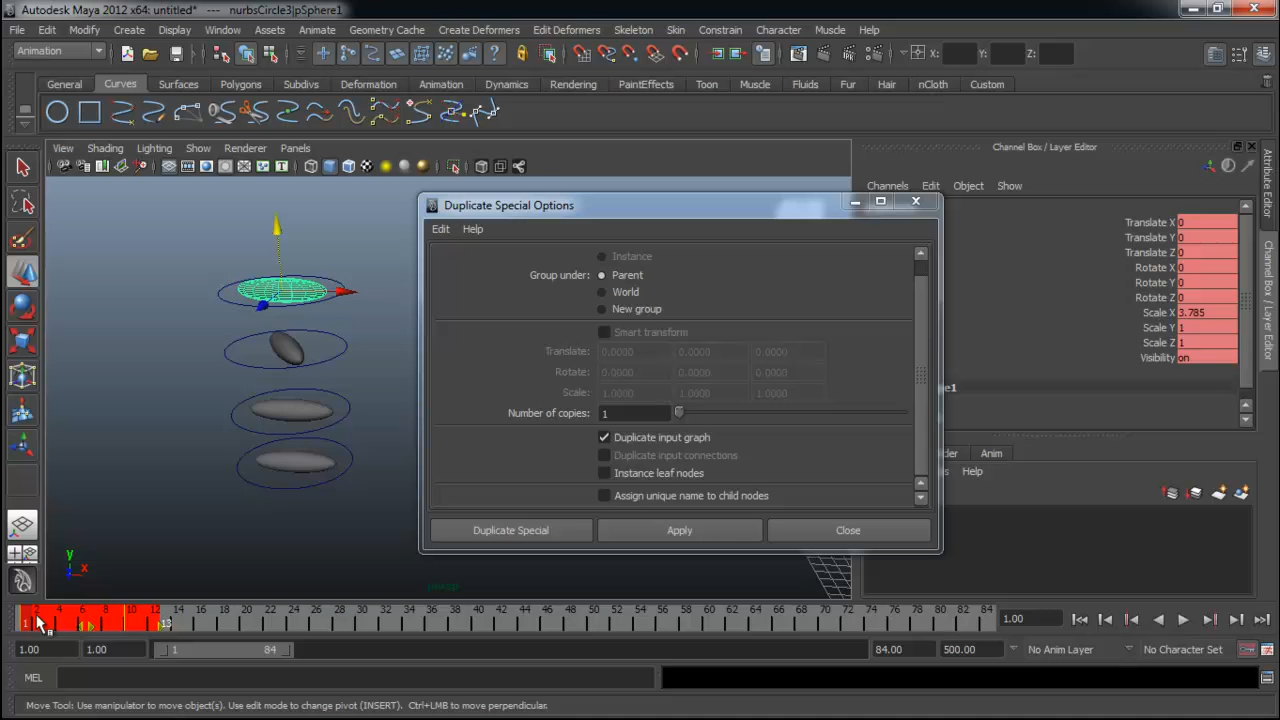 Autodesk Maya 2012 x64: untitled* --- nurbsCircle3|pSphere1
File Edit Modify Create Display Window Assets Animate Geometry Cache Create Deformers Edit Deformers Skeleton Skin Constrain Character Muscle Help
Animation X: Y: Z:
General Curves Surfaces Polygons Subdivs Deformation Animation Dynamics Rendering PaintEffects Toon Muscle Fluids Fur Hair nCloth Custom
View Shading Lighting Show Renderer Panels
Channel Box / Layer Editor
Channels Edit Object Show
Attribute Editor
Channel Box / Layer Editor
Translate X 0
Translate Y 0
Translate Z 0
Rotate X 0
Rotate Y 0
Rotate Z 0
Scale X 3.785
Scale Y 1
Scale Z 1
Visibility on
e1
der Anim
s Help
Duplicate Special Options
Edit Help
Instance
Group under: Parent
World
New group
Smart transform
Translate: 0.0000 0.0000 0.0000
Rotate: 0.0000 0.0000 0.0000
Scale: 1.0000 1.0000 1.0000
Number of copies: 1
Duplicate input graph
Duplicate input connections
Instance leaf nodes
Assign unique name to child nodes
Duplicate Special Apply Close
y
x
persp
2 4 6 8 10 12 14 16 18 20 22 24 26 28 30 32 34 36 38 40 42 44 46 48 50 52 54 56 58 60 62 64 66 68 70 72 74 76 78 80 82 84
1 13
1.00
1.00 1.00 1 84 84.00 500.00 No Anim Layer No Character Set
MEL
Move Tool: Use manipulator to move object(s). Use edit mode to change pivot (INSERT). Ctrl+LMB to move perpendicular.